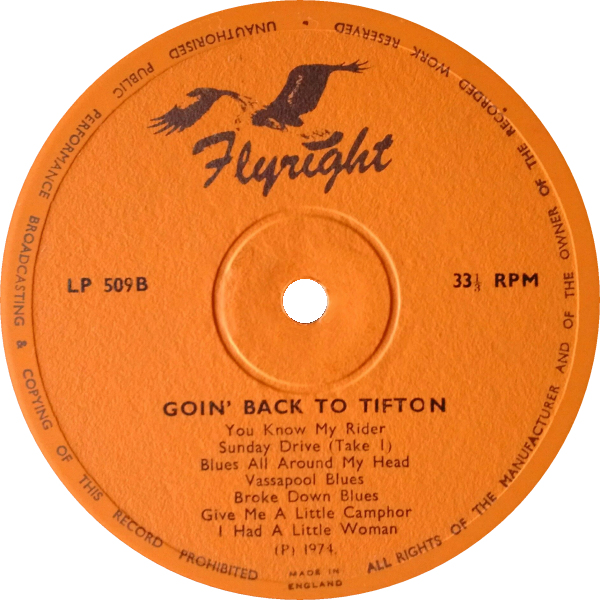 Flyright
LP 509B
33⅓ RPM
GOIN' BACK TO TIFTON
You Know My Rider
Sunday Drive (Take 1)
Blues All Around My Head
Vassapool Blues
Broke Down Blues
Give Me A Little Camphor
I Had A Little Woman
(P) 1974.
MADE IN
ENGLAND
ALL RIGHTS OF THE MANUFACTURER AND OF THE OWNER OF THE RECORDED WORK RESERVED
UNAUTHORISED PUBLIC PERFORMANCE BROADCASTING & COPYING OF THIS RECORD PROHIBITED